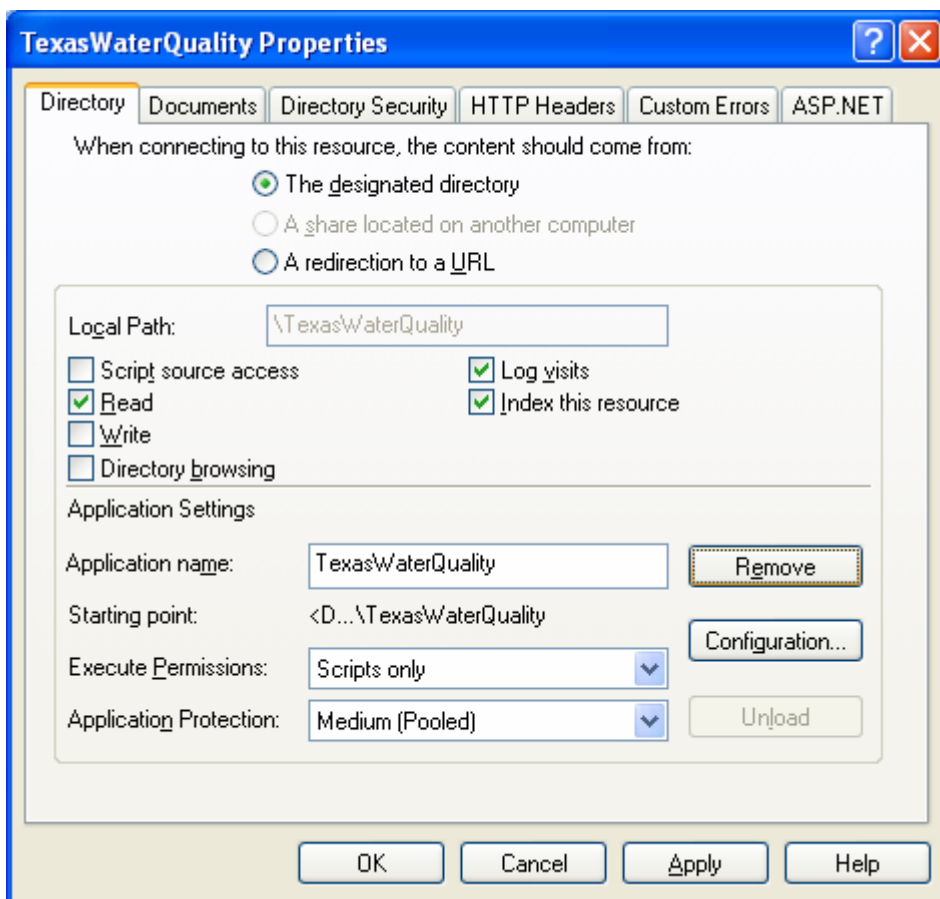 TexasWaterQuality Properties
Directory Documents Directory Security HTTP Headers Custom Errors ASP.NET
When connecting to this resource, the content should come from:
The designated directory
A share located on another computer
A redirection to a URL
Local Path: \TexasWaterQuality
Script source access Log visits
Read Index this resource
Write
Directory browsing
Application Settings
Application name: TexasWaterQuality Remove
Starting point: <D...\TexasWaterQuality
Configuration...
Execute Permissions: Scripts only
Application Protection: Medium (Pooled) Unload
OK Cancel Apply Help